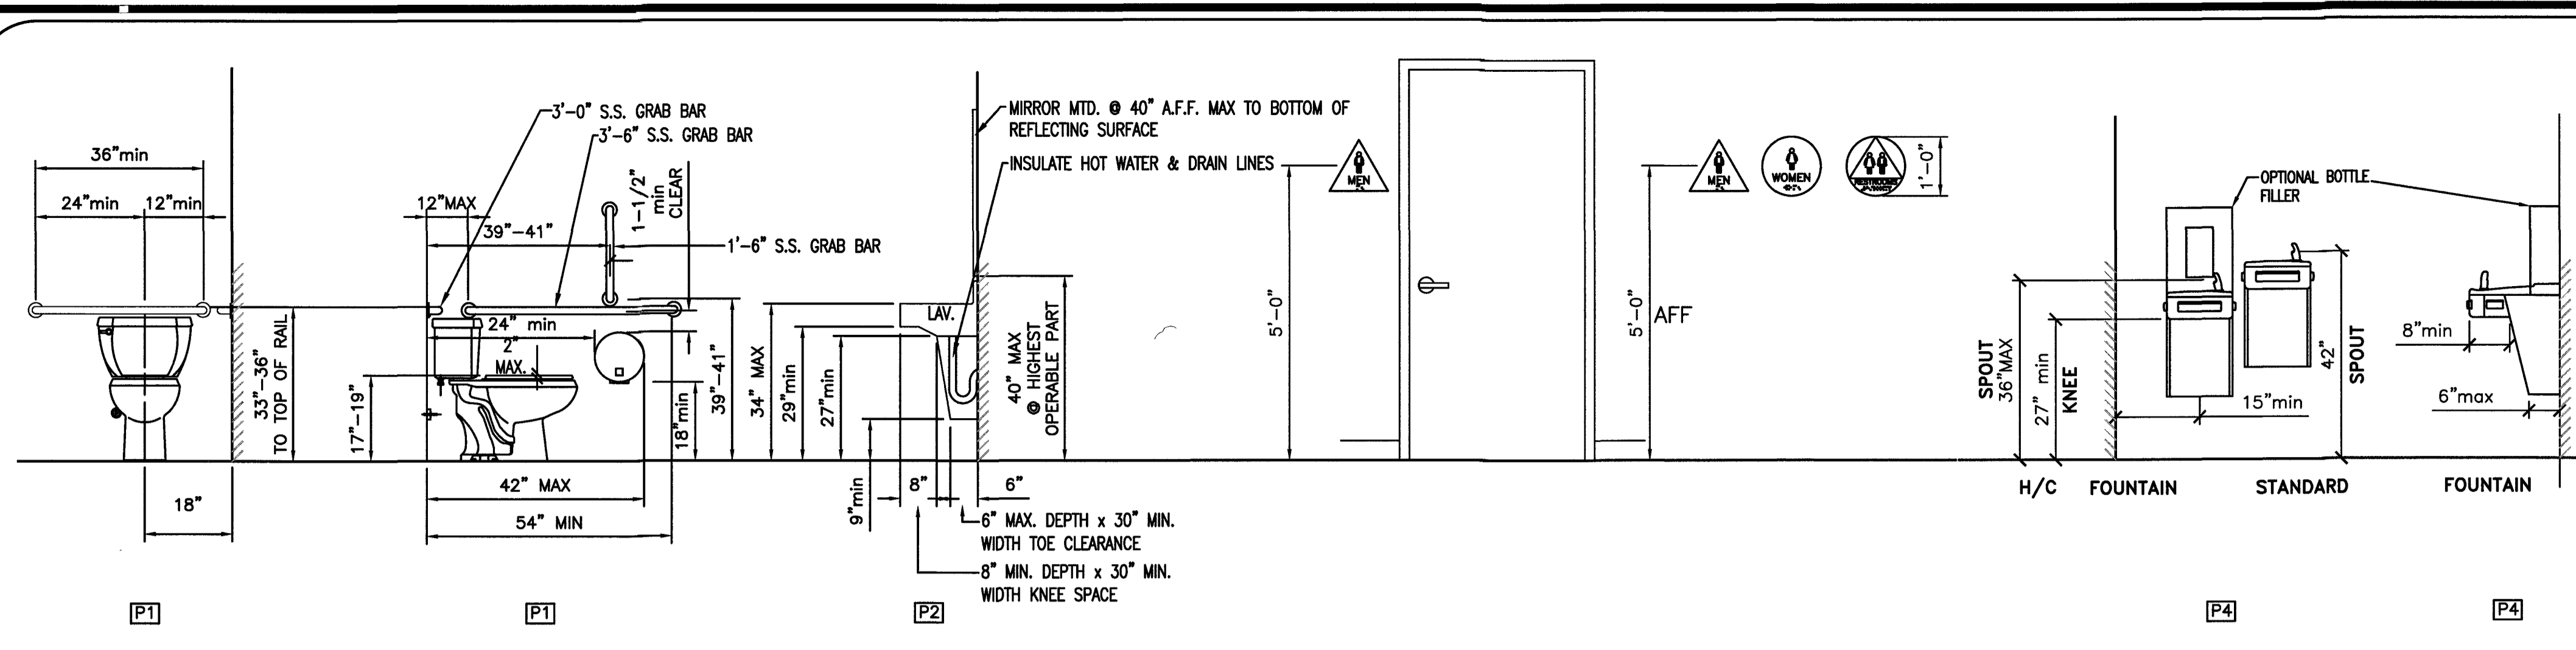 36"min
24"min
12"min
33"-36"
TO TOP OF RAIL
18"
P1
3'-0" S.S. GRAB BAR
3'-6" S.S. GRAB BAR
12"MAX
39"-41"
1-1/2"
min
CLEAR
1'-6" S.S. GRAB BAR
24" min
2"
MAX.
17"-19"
18"min
39"-41"
42" MAX
54" MIN
P1
MIRROR MTD. @ 40" A.F.F. MAX TO BOTTOM OF
REFLECTING SURFACE
INSULATE HOT WATER & DRAIN LINES
LAV.
34" MAX
29"min
27"min
40" MAX
@ HIGHEST
OPERABLE PART
9"min
8"
6"
6" MAX. DEPTH x 30" MIN.
WIDTH TOE CLEARANCE
8" MIN. DEPTH x 30" MIN.
WIDTH KNEE SPACE
P2
5'-0"
MEN
5'-0"
AFF
MEN
WOMEN
RESTROOMS
1'-0"
OPTIONAL BOTTLE
FILLER
SPOUT
36"MAX
27" min
KNEE
15"min
42"
SPOUT
8"min
6"max
H/C FOUNTAIN
STANDARD
FOUNTAIN
P4
P4